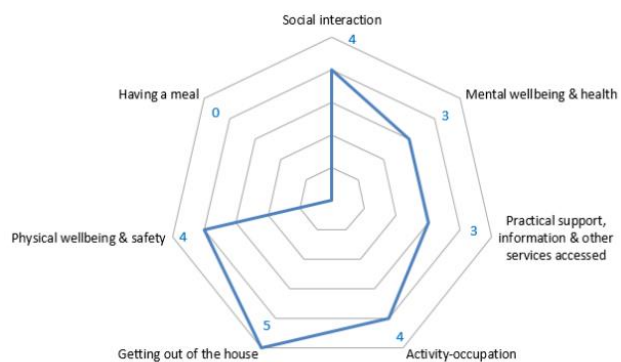 Social interaction
4
Having a meal
0
Mental wellbeing & health
3
Physical wellbeing & safety
4
Practical support,
information & other
services accessed
3
Getting out of the house
5
Activity-occupation
4